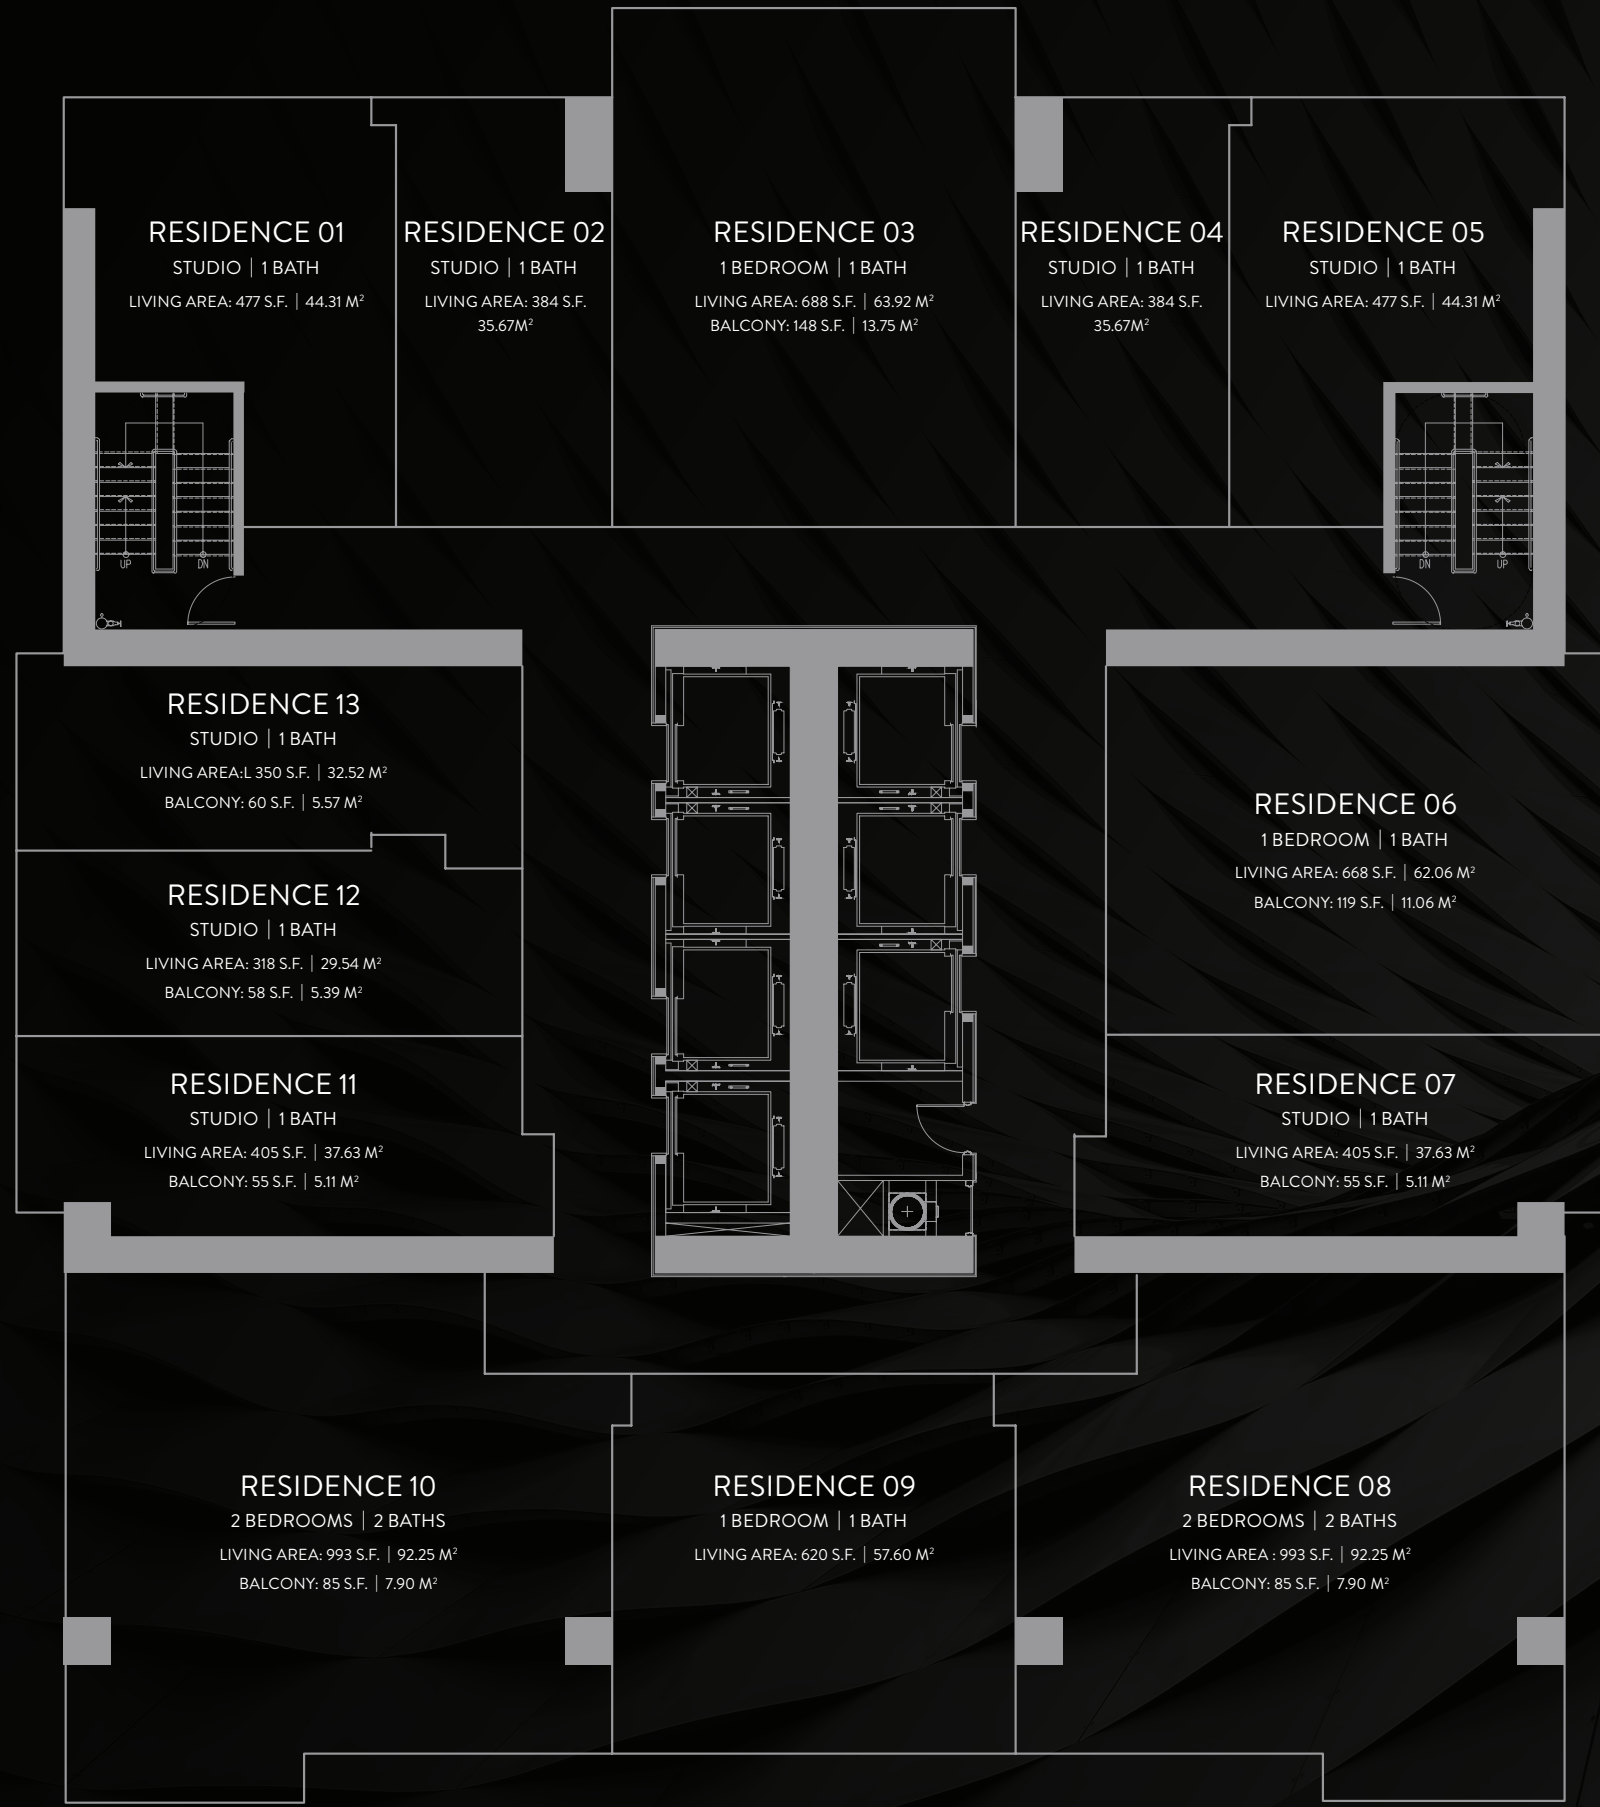 RESIDENCE 01
STUDIO | 1 BATH
LIVING AREA: 477 S.F. | 44.31 M²
RESIDENCE 02
STUDIO | 1 BATH
LIVING AREA: 384 S.F.
35.67M²
RESIDENCE 03
1 BEDROOM | 1 BATH
LIVING AREA: 688 S.F. | 63.92 M²
BALCONY: 148 S.F. | 13.75 M²
RESIDENCE 04
STUDIO | 1 BATH
LIVING AREA: 384 S.F.
35.67M²
RESIDENCE 05
STUDIO | 1 BATH
LIVING AREA: 477 S.F. | 44.31 M²
UP
DN
DN
UP
RESIDENCE 13
STUDIO | 1 BATH
LIVING AREA:L 350 S.F. | 32.52 M²
BALCONY: 60 S.F. | 5.57 M²
RESIDENCE 12
STUDIO | 1 BATH
LIVING AREA: 318 S.F. | 29.54 M²
BALCONY: 58 S.F. | 5.39 M²
RESIDENCE 11
STUDIO | 1 BATH
LIVING AREA: 405 S.F. | 37.63 M²
BALCONY: 55 S.F. | 5.11 M²
RESIDENCE 06
1 BEDROOM | 1 BATH
LIVING AREA: 668 S.F. | 62.06 M²
BALCONY: 119 S.F. | 11.06 M²
RESIDENCE 07
STUDIO | 1 BATH
LIVING AREA: 405 S.F. | 37.63 M²
BALCONY: 55 S.F. | 5.11 M²
RESIDENCE 10
2 BEDROOMS | 2 BATHS
LIVING AREA: 993 S.F. | 92.25 M²
BALCONY: 85 S.F. | 7.90 M²
RESIDENCE 09
1 BEDROOM | 1 BATH
LIVING AREA: 620 S.F. | 57.60 M²
RESIDENCE 08
2 BEDROOMS | 2 BATHS
LIVING AREA : 993 S.F. | 92.25 M²
BALCONY: 85 S.F. | 7.90 M²